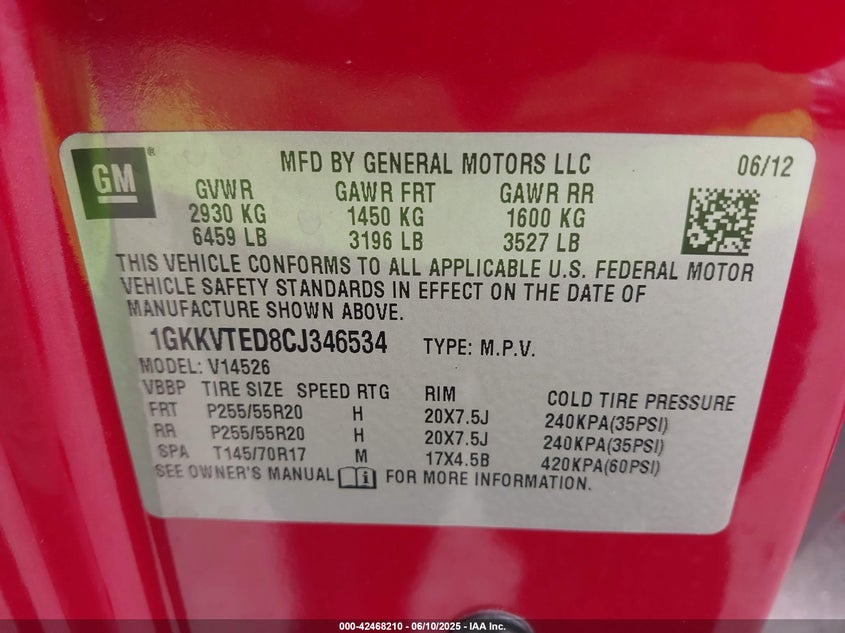 GM®
MFD BY GENERAL MOTORS LLC 06/12
GVWR GAWR FRT GAWR RR
2930 KG 1450 KG 1600 KG
6459 LB 3196 LB 3527 LB
THIS VEHICLE CONFORMS TO ALL APPLICABLE U.S. FEDERAL MOTOR
VEHICLE SAFETY STANDARDS IN EFFECT ON THE DATE OF
MANUFACTURE SHOWN ABOVE.
1GKKVTED8CJ346534 TYPE: M.P.V.
MODEL: V14526
VBBP TIRE SIZE SPEED RTG RIM COLD TIRE PRESSURE
FRT P255/55R20 H 20X7.5J 240KPA(35PSI)
RR P255/55R20 H 20X7.5J 240KPA(35PSI)
SPA T145/70R17 M 17X4.5B 420KPA(60PSI)
SEE OWNER'S MANUAL i FOR MORE INFORMATION.
000-42468210 - 06/10/2025 - IAA Inc.